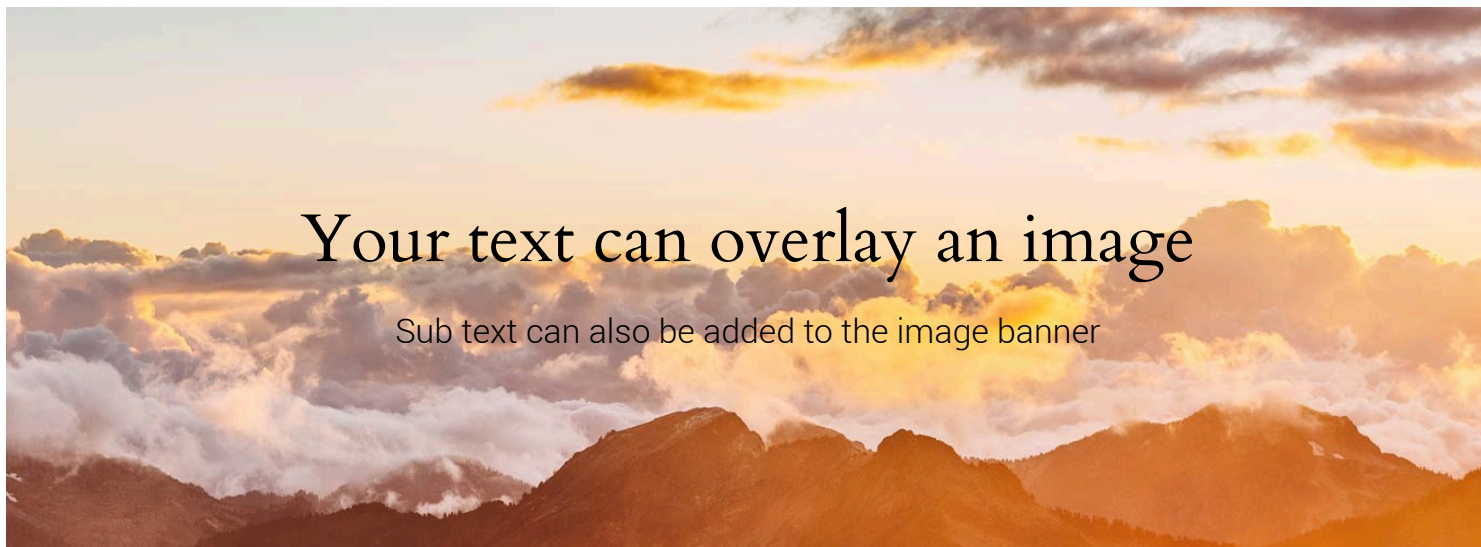 Your text can overlay an image
Sub text can also be added to the image banner